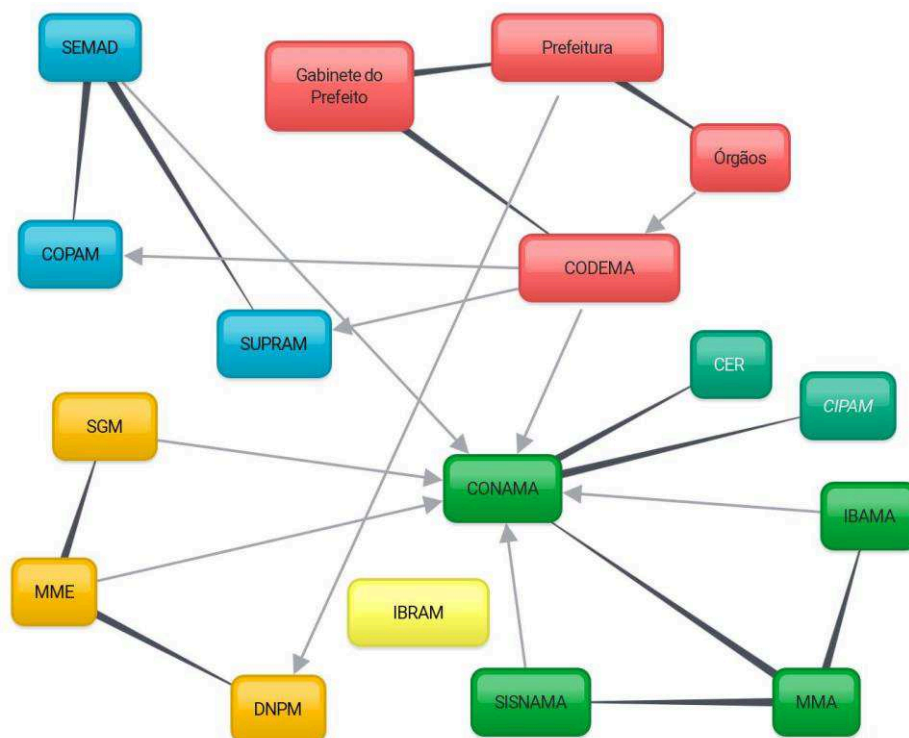 SEMAD
Prefeitura
Gabinete do
Prefeito
Órgãos
COPAM
CODEMA
SUPRAM
CER
CIPAM
SGM
CONAMA
IBAMA
MME
IBRAM
DNPM
SISNAMA
MMA